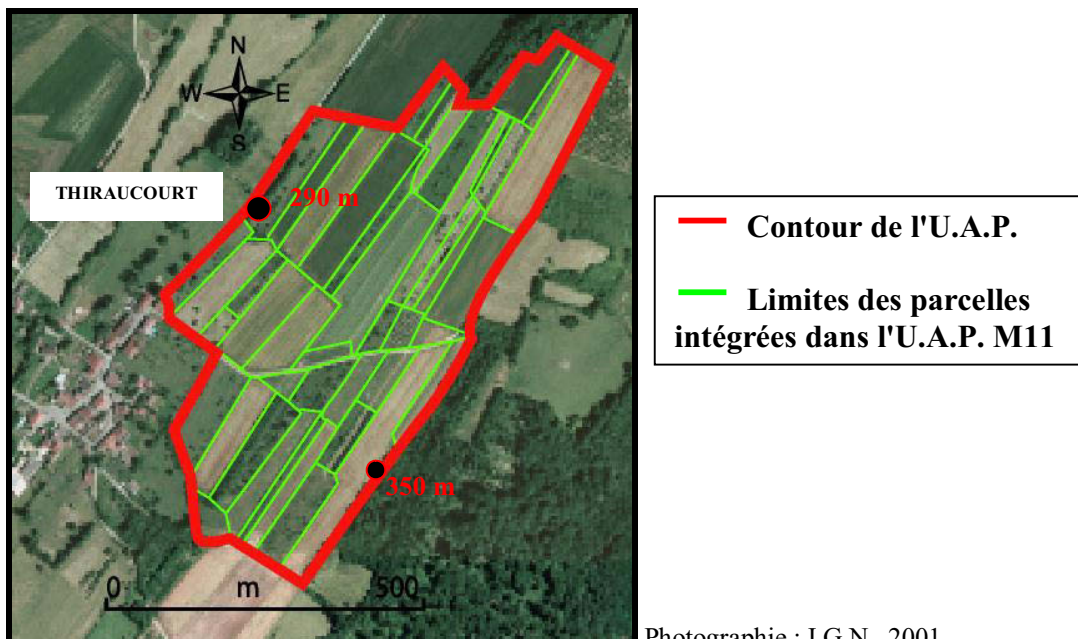 N
W E
S
THIRAUCOURT
290 m
350 m
0 m 500
Contour de l'U.A.P.
Limites des parcelles
intégrées dans l'U.A.P. M11
Photographie : I.G.N., 2001